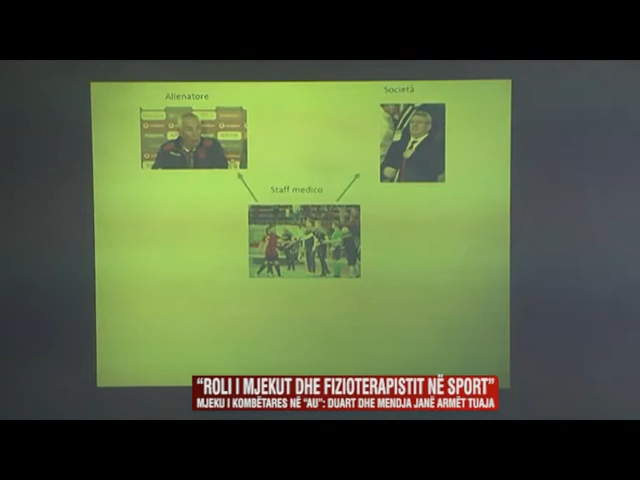 Allenatore
Società
Staff medico
“ROLI I MJEKUT DHE FIZIOTERAPISTIT NË SPORT”
MJEKU I KOMBËTARES NË "AU": DUART DHE MENDJA JANË ARMËT TUAJA